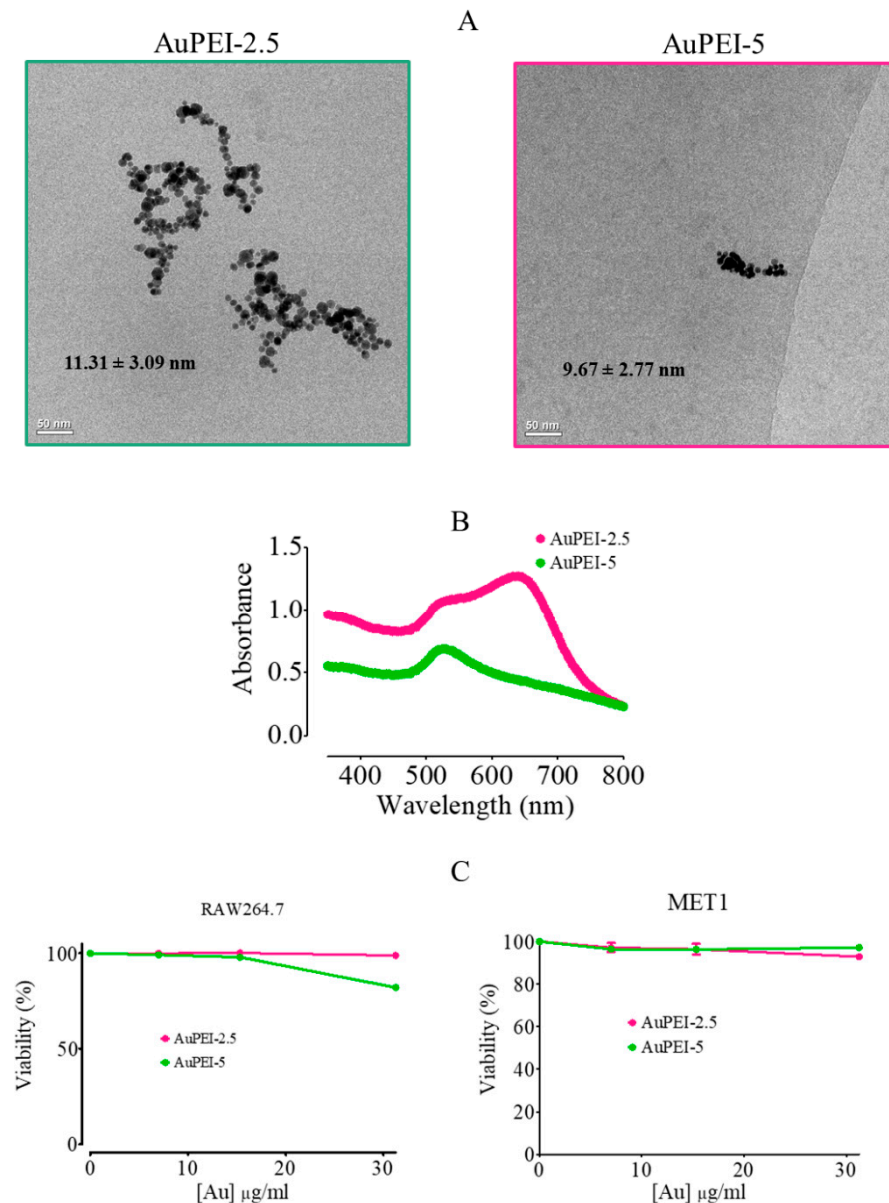 A
AuPEI-2.5
AuPEI-5
11.31 ± 3.09 nm
50 nm
9.67 ± 2.77 nm
50 nm
B
AuPEI-2.5
AuPEI-5
1.5
1.0
0.5
0.0
Absorbance
400 500 600 700 800
Wavelength (nm)
C
RAW264.7
100
50
0
Viability (%)
AuPEI-2.5
AuPEI-5
0 10 20 30
[Au] µg/ml
MET1
100
80
60
40
20
0
Viability (%)
AuPEI-2.5
AuPEI-5
0 10 20 30
[Au] µg/ml